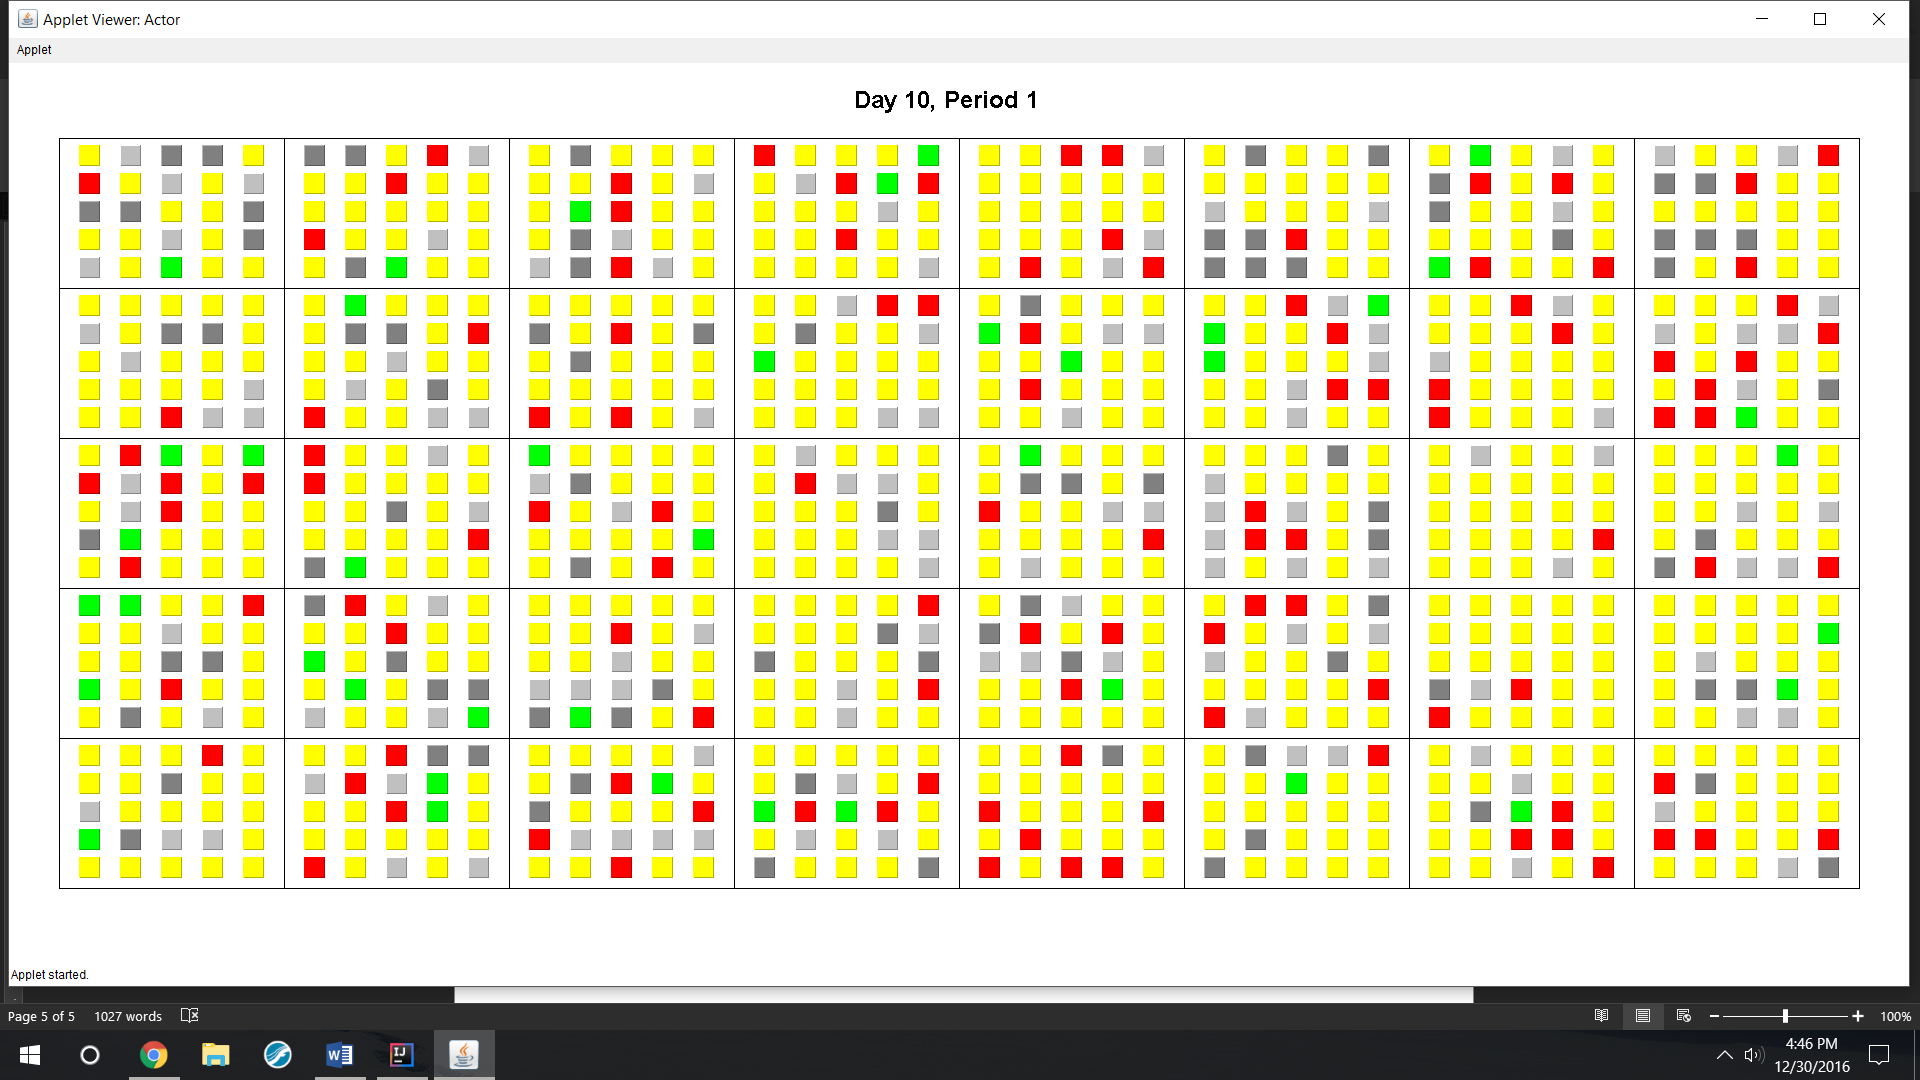 Applet Viewer: Actor
Applet
Day 10, Period 1
Applet started.
Page 5 of 5 1027 words 100%
4:46 PM
12/30/2016